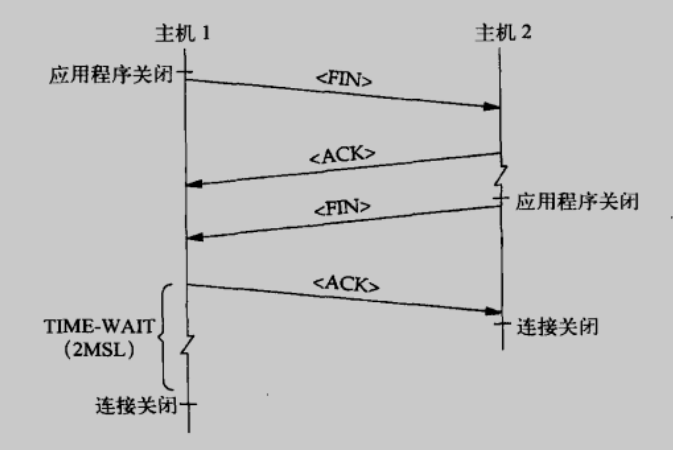 主机 1
主机 2
应用程序关闭
<FIN>
<ACK>
<FIN>
应用程序关闭
<ACK>
TIME-WAIT
(2MSL)
连接关闭
连接关闭